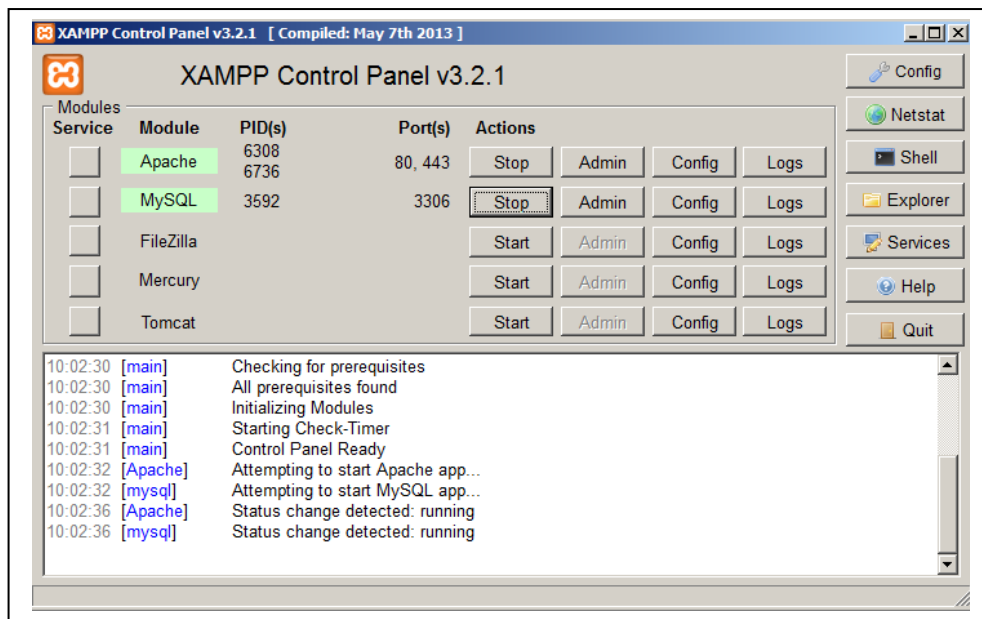 XAMPP Control Panel v3.2.1 [ Compiled: May 7th 2013 ]
XAMPP Control Panel v3.2.1
Config
Modules
Netstat
Service Module PID(s) Port(s) Actions
Apache 6308 6736 80, 443 Stop Admin Config Logs
Shell
MySQL 3592 3306 Stop Admin Config Logs
Explorer
FileZilla Start Admin Config Logs
Services
Mercury Start Admin Config Logs
Help
Tomcat Start Admin Config Logs
Quit
10:02:30 [main] Checking for prerequisites
10:02:30 [main] All prerequisites found
10:02:30 [main] Initializing Modules
10:02:31 [main] Starting Check-Timer
10:02:31 [main] Control Panel Ready
10:02:32 [Apache] Attempting to start Apache app...
10:02:32 [mysql] Attempting to start MySQL app...
10:02:36 [Apache] Status change detected: running
10:02:36 [mysql] Status change detected: running